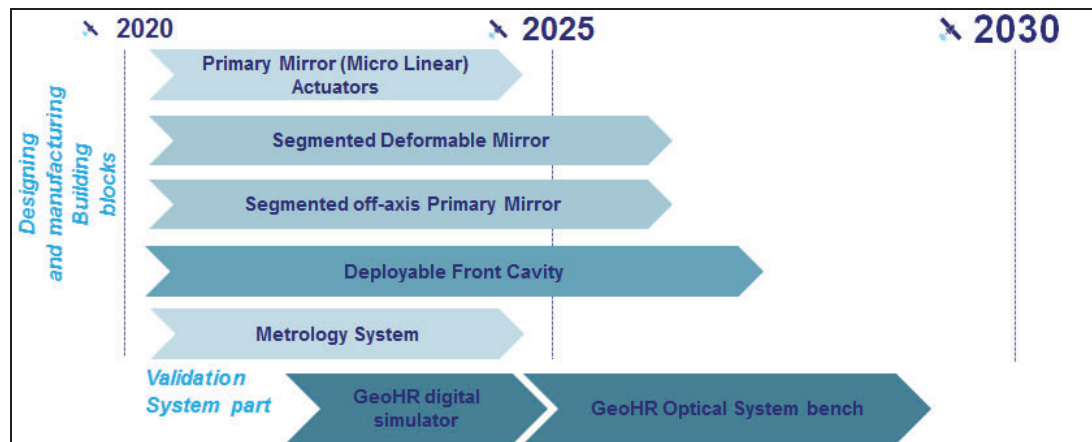 2020
2025
2030
Designing
and manufacturing
Building
blocks
Primary Mirror (Micro Linear)
Actuators
Segmented Deformable Mirror
Segmented off-axis Primary Mirror
Deployable Front Cavity
Metrology System
Validation
System part
GeoHR digital
simulator
GeoHR Optical System bench